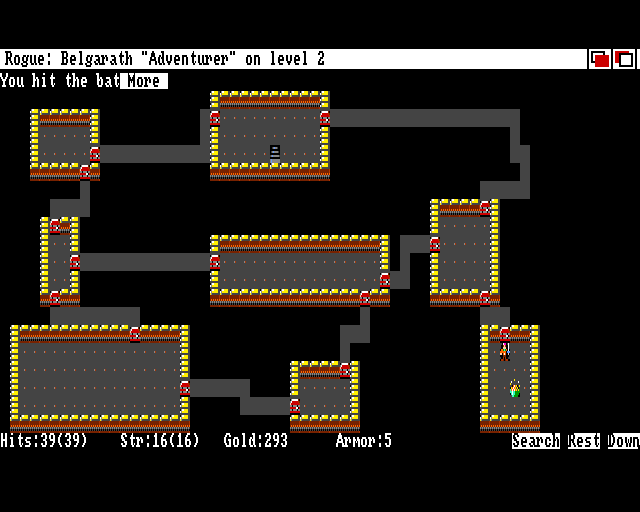 Rogue: Belgarath "Adventurer" on level 2
You hit the bat More
Hits:39(39) Str:16(16) Gold:293 Armor:5 Search Rest Down